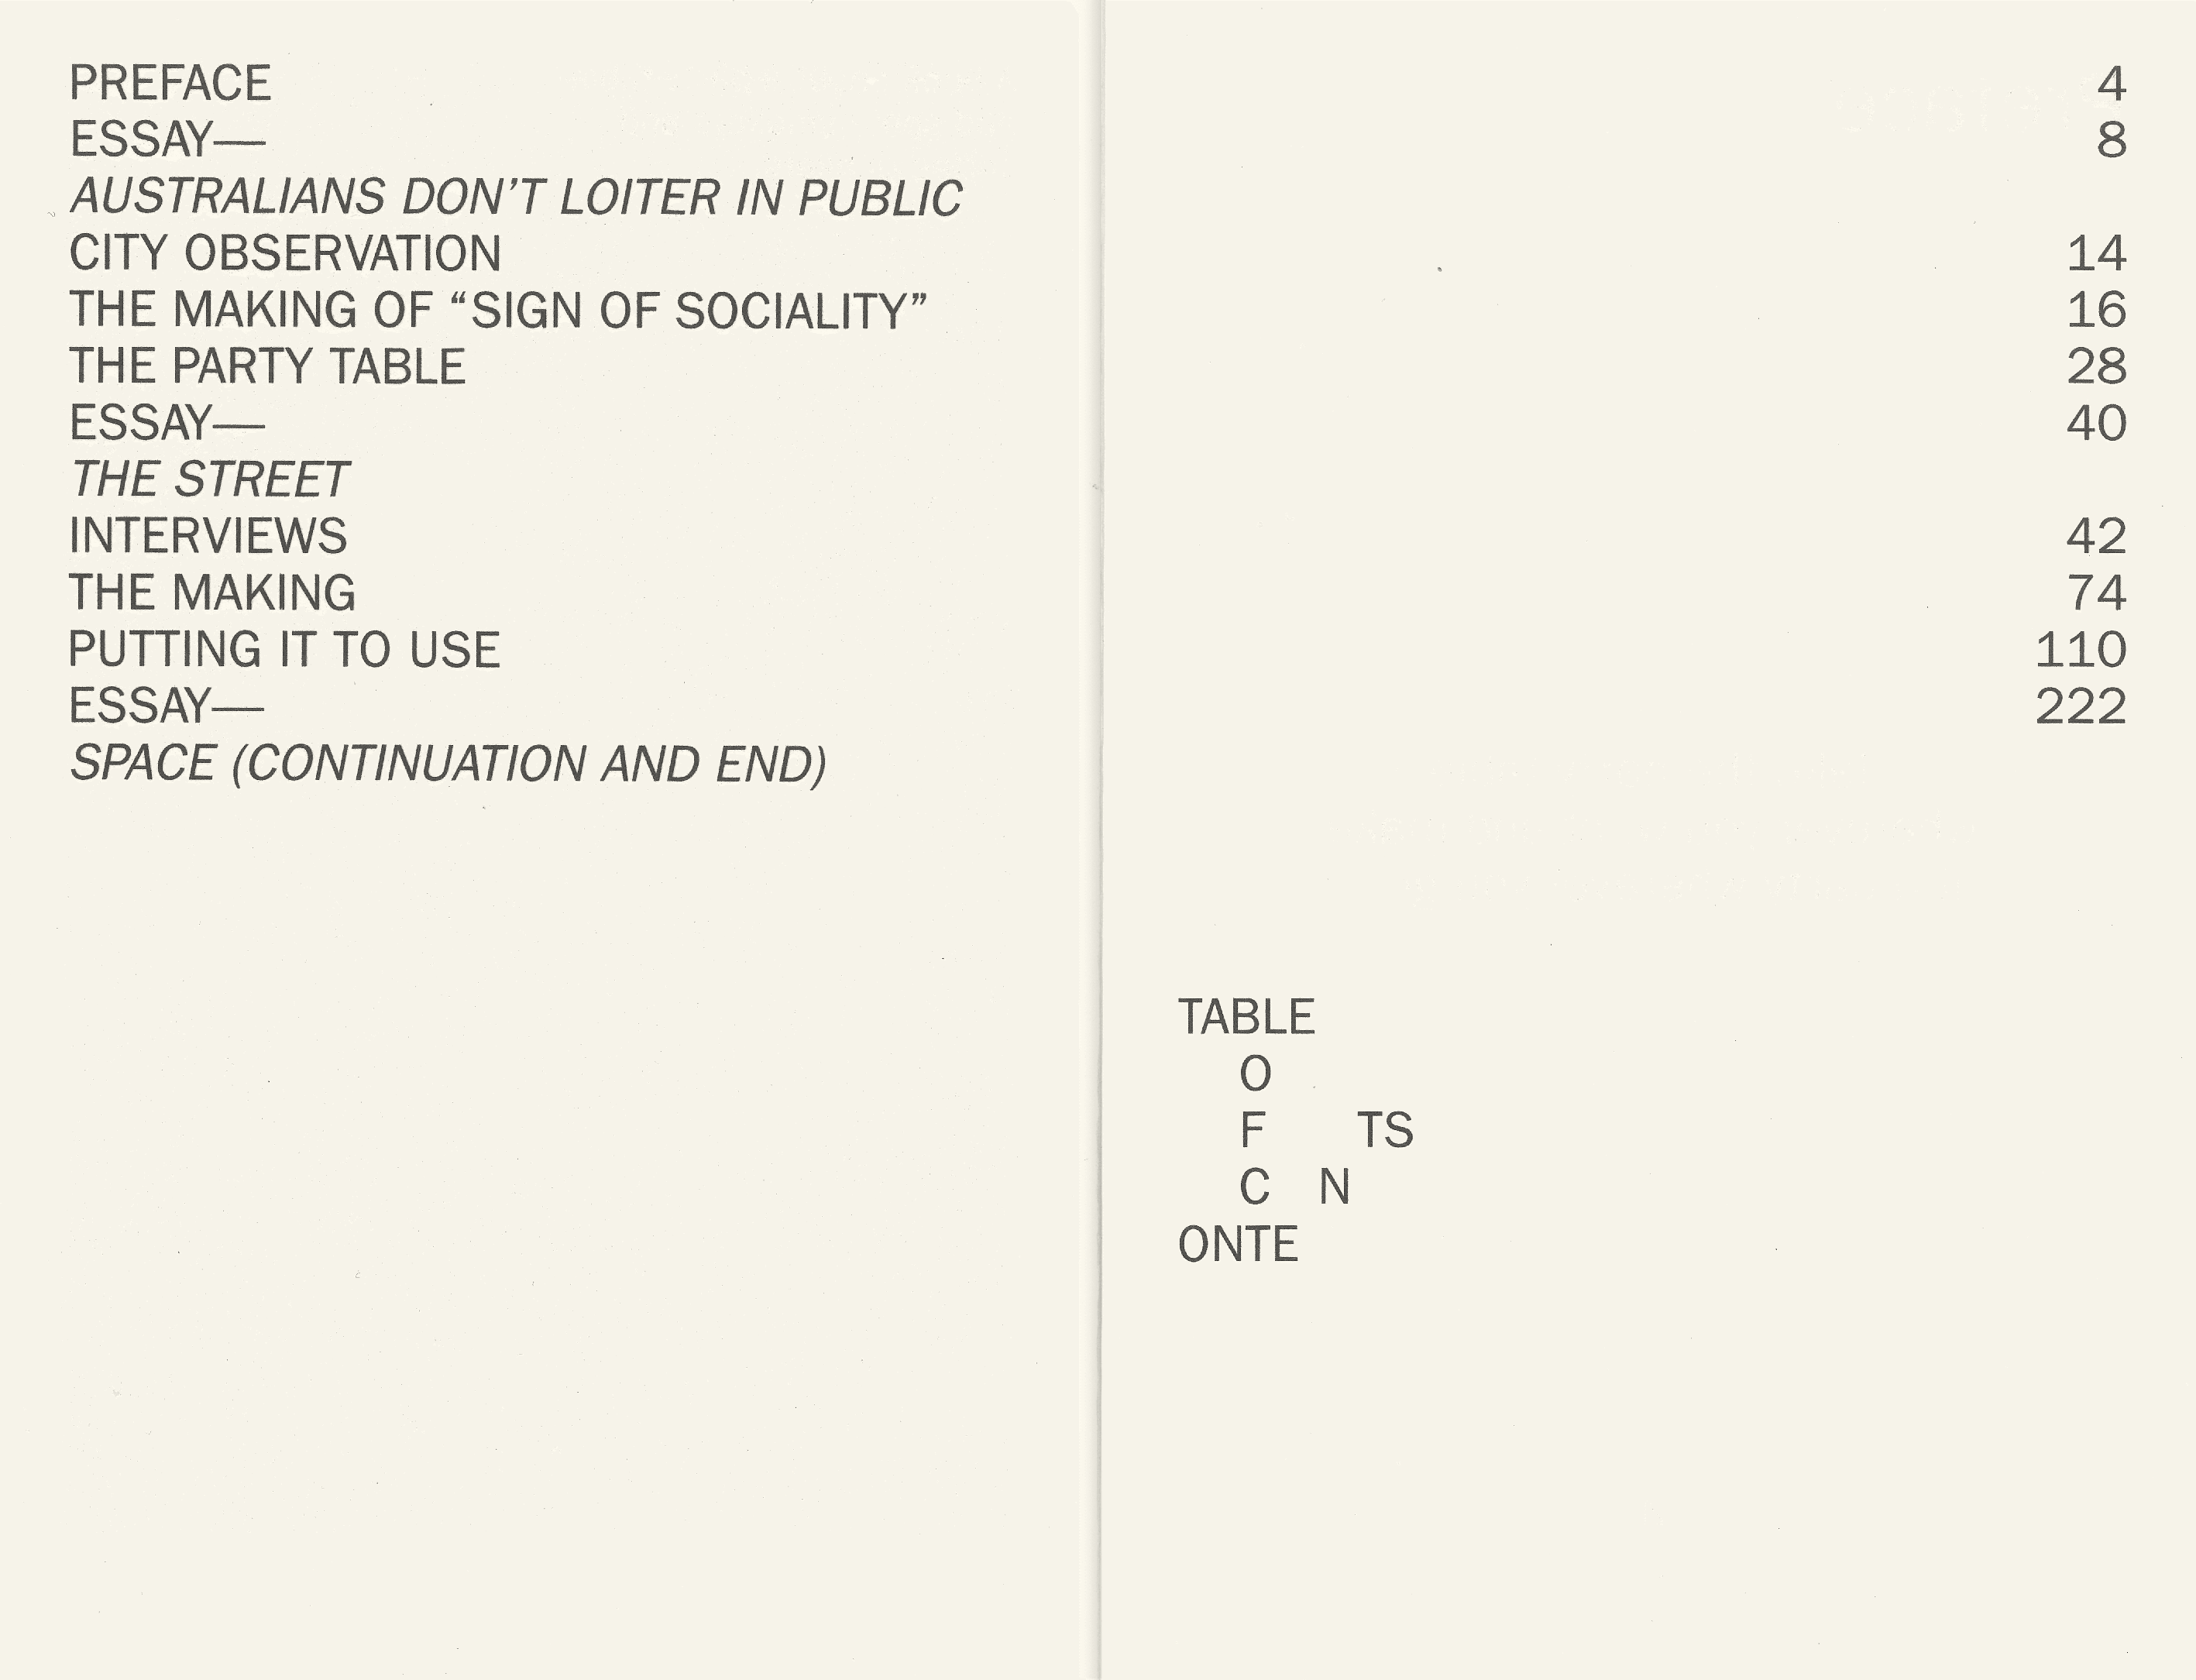 PREFACE 4
ESSAY— 8
AUSTRALIANS DON’T LOITER IN PUBLIC
CITY OBSERVATION 14
THE MAKING OF “SIGN OF SOCIALITY” 16
THE PARTY TABLE 28
ESSAY— 40
THE STREET
INTERVIEWS 42
THE MAKING 74
PUTTING IT TO USE 110
ESSAY— 222
SPACE (CONTINUATION AND END)
TABLE
O
F TS
C N
ONTE